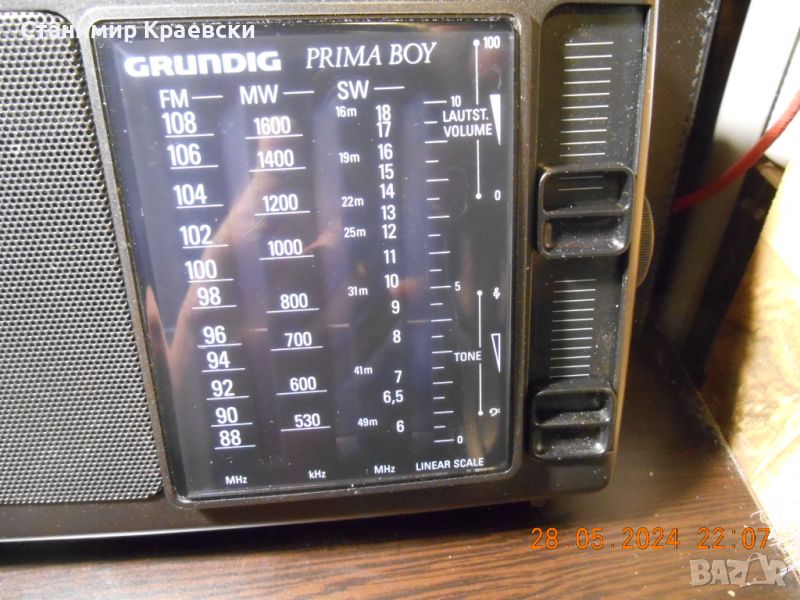 Станимир Краевски
GRUNDIG PRIMA BOY
FM MW SW
108 1600 16m 18
17
106 1400 19m 16
15
104 1200 22m 14
13
102 1000 25m 12
11
100 10
98 800 31m 9
96 700 8
94 41m 7
92 600 6,5
90 530 49m 6
88
MHz kHz MHz LINEAR SCALE
10
5
0
100
LAUTST.
VOLUME
0
TONE
28.05.2024 22:07
BAZAR